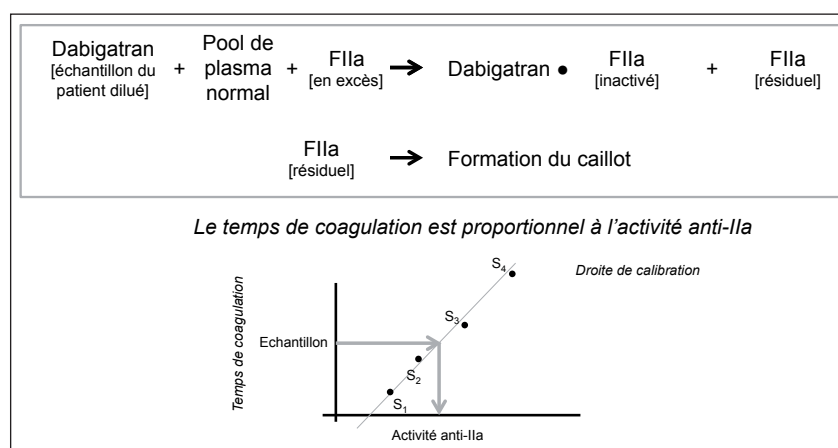 Dabigatran
[échantillon du
patient dilué]
+
Pool de
plasma
normal
+
FIIa
[en excès]
Dabigatran •
FIIa
[inactivé]
+
FIIa
[résiduel]
FIIa
[résiduel]
Formation du caillot
Le temps de coagulation est proportionnel à l'activité anti-IIa
Droite de calibration
Temps de coagulation
Echantillon
S4
S3
S2
S1
Activité anti-IIa